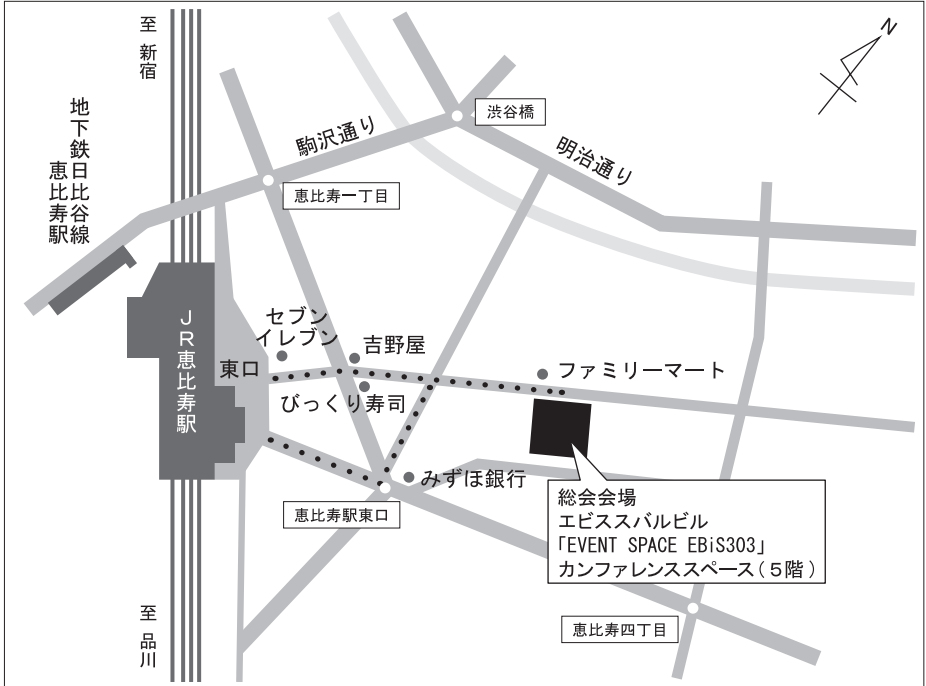 至 新宿
N
地下鉄日比谷線
恵比寿駅
駒沢通り
渋谷橋
明治通り
恵比寿一丁目
JR恵比寿駅
セブン
イレブン
吉野屋
東口
ファミリーマート
びっくり寿司
みずほ銀行
恵比寿駅東口
総会会場
エビススバルビル
「EVENT SPACE EBiS303」
カンファレンススペース(5階)
至 品川
恵比寿四丁目